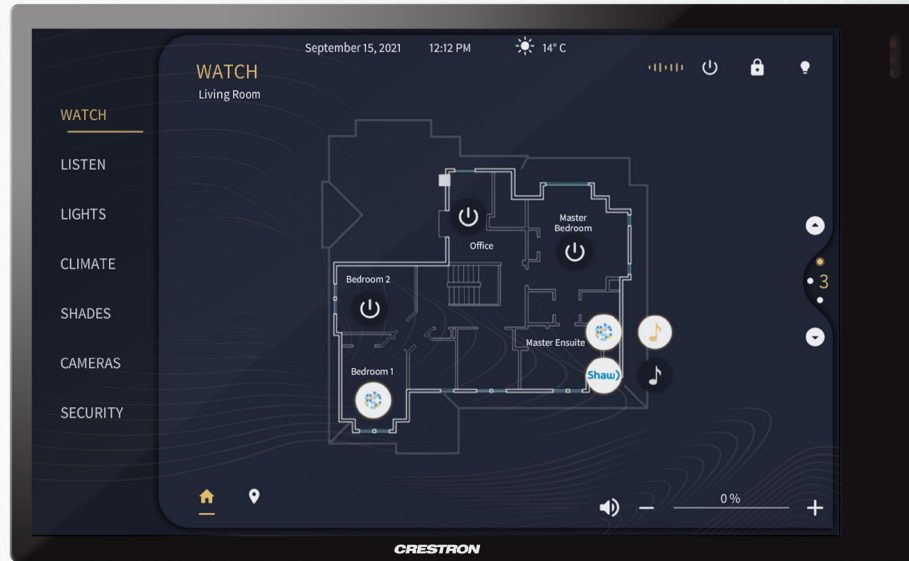 September 15, 2021 12:12 PM 14° C
WATCH
Living Room
WATCH
LISTEN
LIGHTS
CLIMATE
SHADES
CAMERAS
SECURITY
Master
Bedroom
Office
Bedroom 2
Master Ensuite
Shaw)
Bedroom 1
3
0 %
CRESTRON